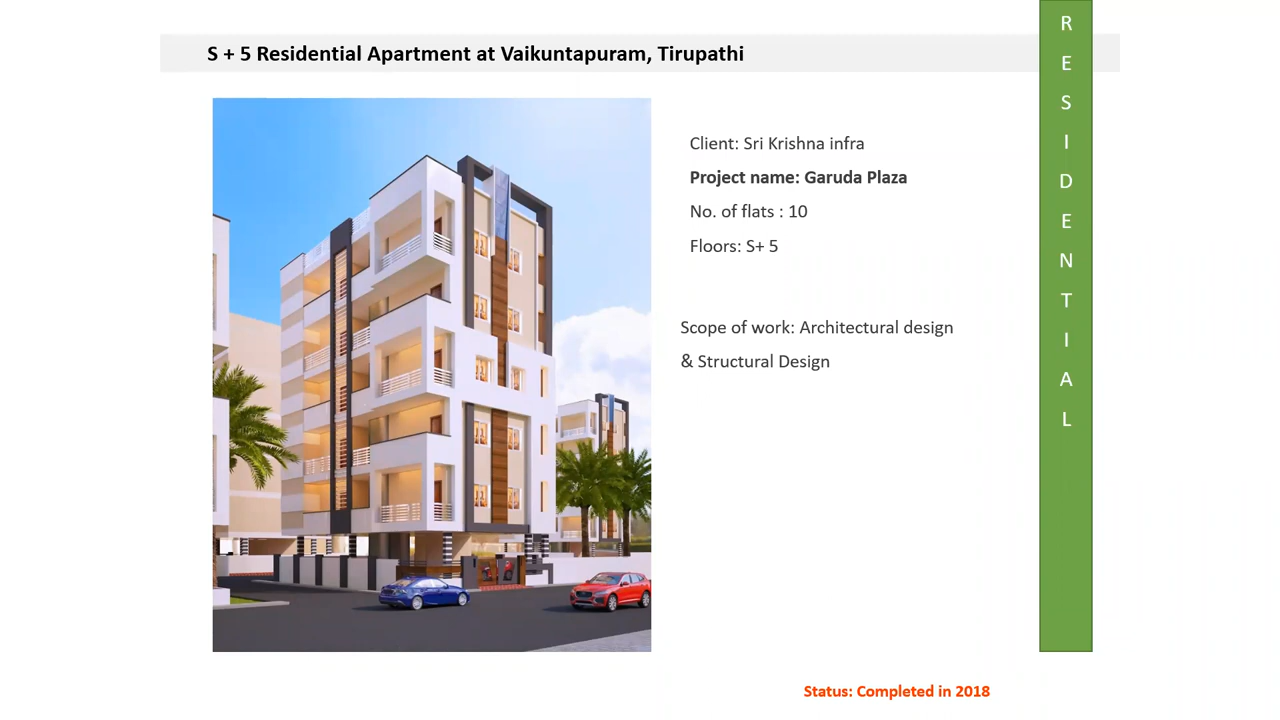 S + 5 Residential Apartment at Vaikuntapuram, Tirupathi
Client: Sri Krishna infra
Project name: Garuda Plaza
No. of flats : 10
Floors: S+ 5
Scope of work: Architectural design
& Structural Design
Status: Completed in 2018
R
E
S
I
D
E
N
T
I
A
L